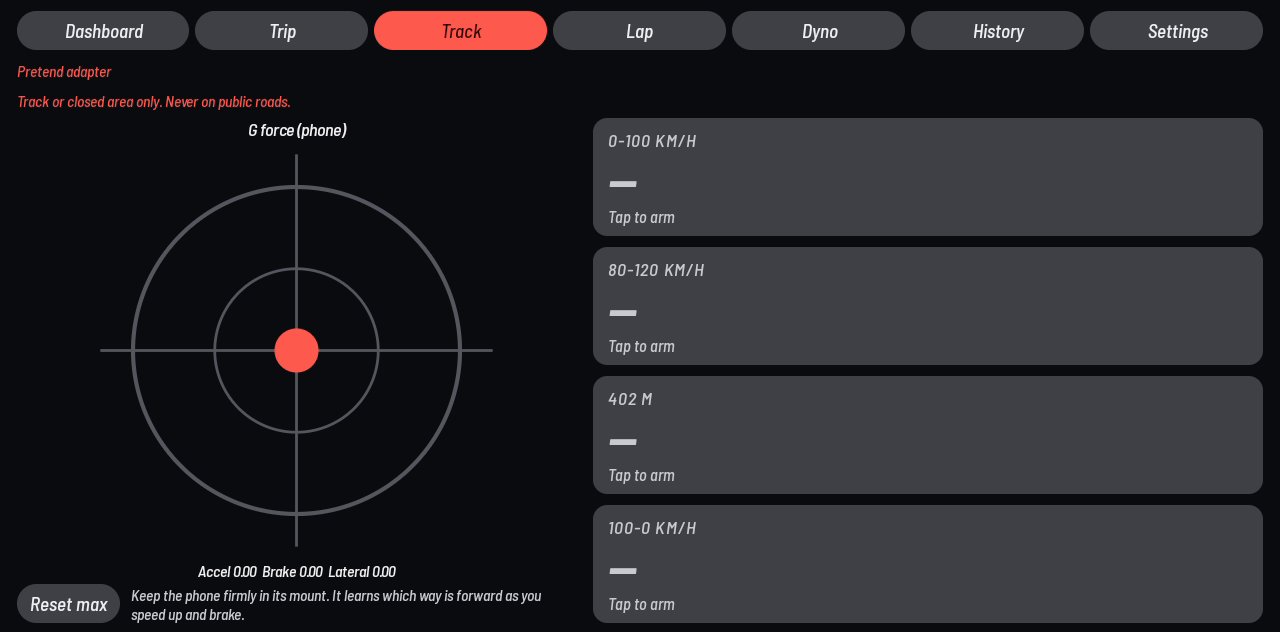 Dashboard
Trip
Track
Lap
Dyno
History
Settings
Pretend adapter
Track or closed area only. Never on public roads.
G force (phone)
Accel 0.00 Brake 0.00 Lateral 0.00
Reset max
Keep the phone firmly in its mount. It learns which way is forward as you
speed up and brake.
0-100 KM/H
—
Tap to arm
80-120 KM/H
—
Tap to arm
402 M
—
Tap to arm
100-0 KM/H
—
Tap to arm